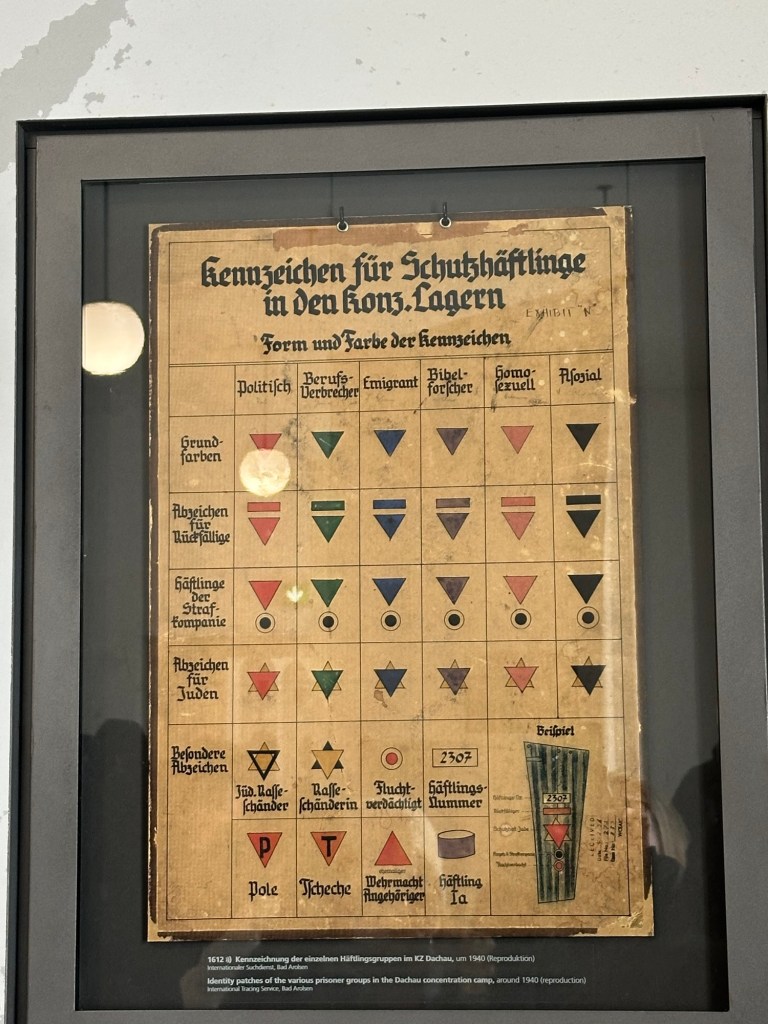 Kennzeichen für Schutzhäftlinge
in den Konz. Lagern
EXHIBIT "N"
Form und Farbe der Kennzeichen
Politisch
Berufs-
Verbrecher
Emigrant
Bibel-
forscher
Homo-
sexuell
Asozial
Grund-
farben
Abzeichen
für
Rückfällige
Häftlinge
der
Straf-
kompanie
Abzeichen
für
Juden
Besondere
Abzeichen
Jüd. Rasse-
schänder
Rasse-
schänderin
Flucht-
verdächtigt
2307
Häftlings-
Nummer
Beispiel
2307
P
Pole
T
Tscheche
Wehrmacht
Angehöriger
Häftling
Ia
1612 ii) Kennzeichnung der einzelnen Häftlingsgruppen im KZ Dachau, um 1940 (Reproduktion)
Internationaler Suchdienst, Bad Arolsen
Identity patches of the various prisoner groups in the Dachau concentration camp, around 1940 (reproduction)
International Tracing Service, Bad Arolsen